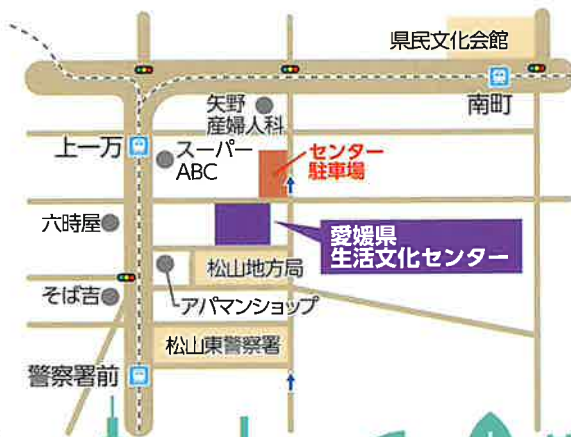 県民文化会館
南町
矢野
産婦人科
上一万
スーパー
ABC
センター
駐車場
六時屋
愛媛県
生活文化センター
松山地方局
そば吉
アパマンショップ
松山東警察署
警察署前